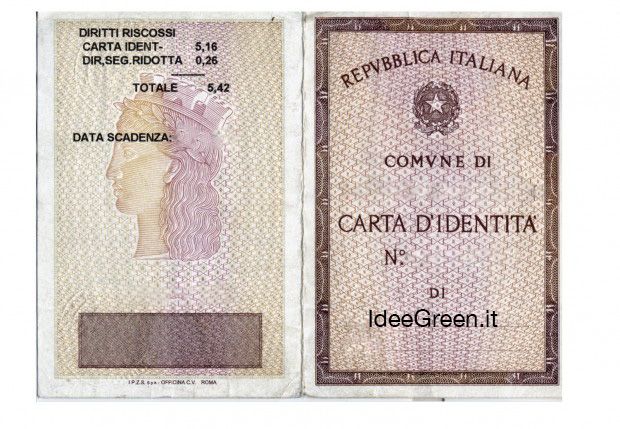 DIRITTI RISCOSSI
CARTA IDENT- 5,16
DIR,SEG.RIDOTTA 0,26
TOTALE 5,42
DATA SCADENZA:
I.P.Z.S. S.p.A. - OFFICINA C.V. ROMA
REPVBBLICA ITALIANA
COMVNE DI
CARTA D'IDENTITA'
N°.
DI
IdeeGreen.it